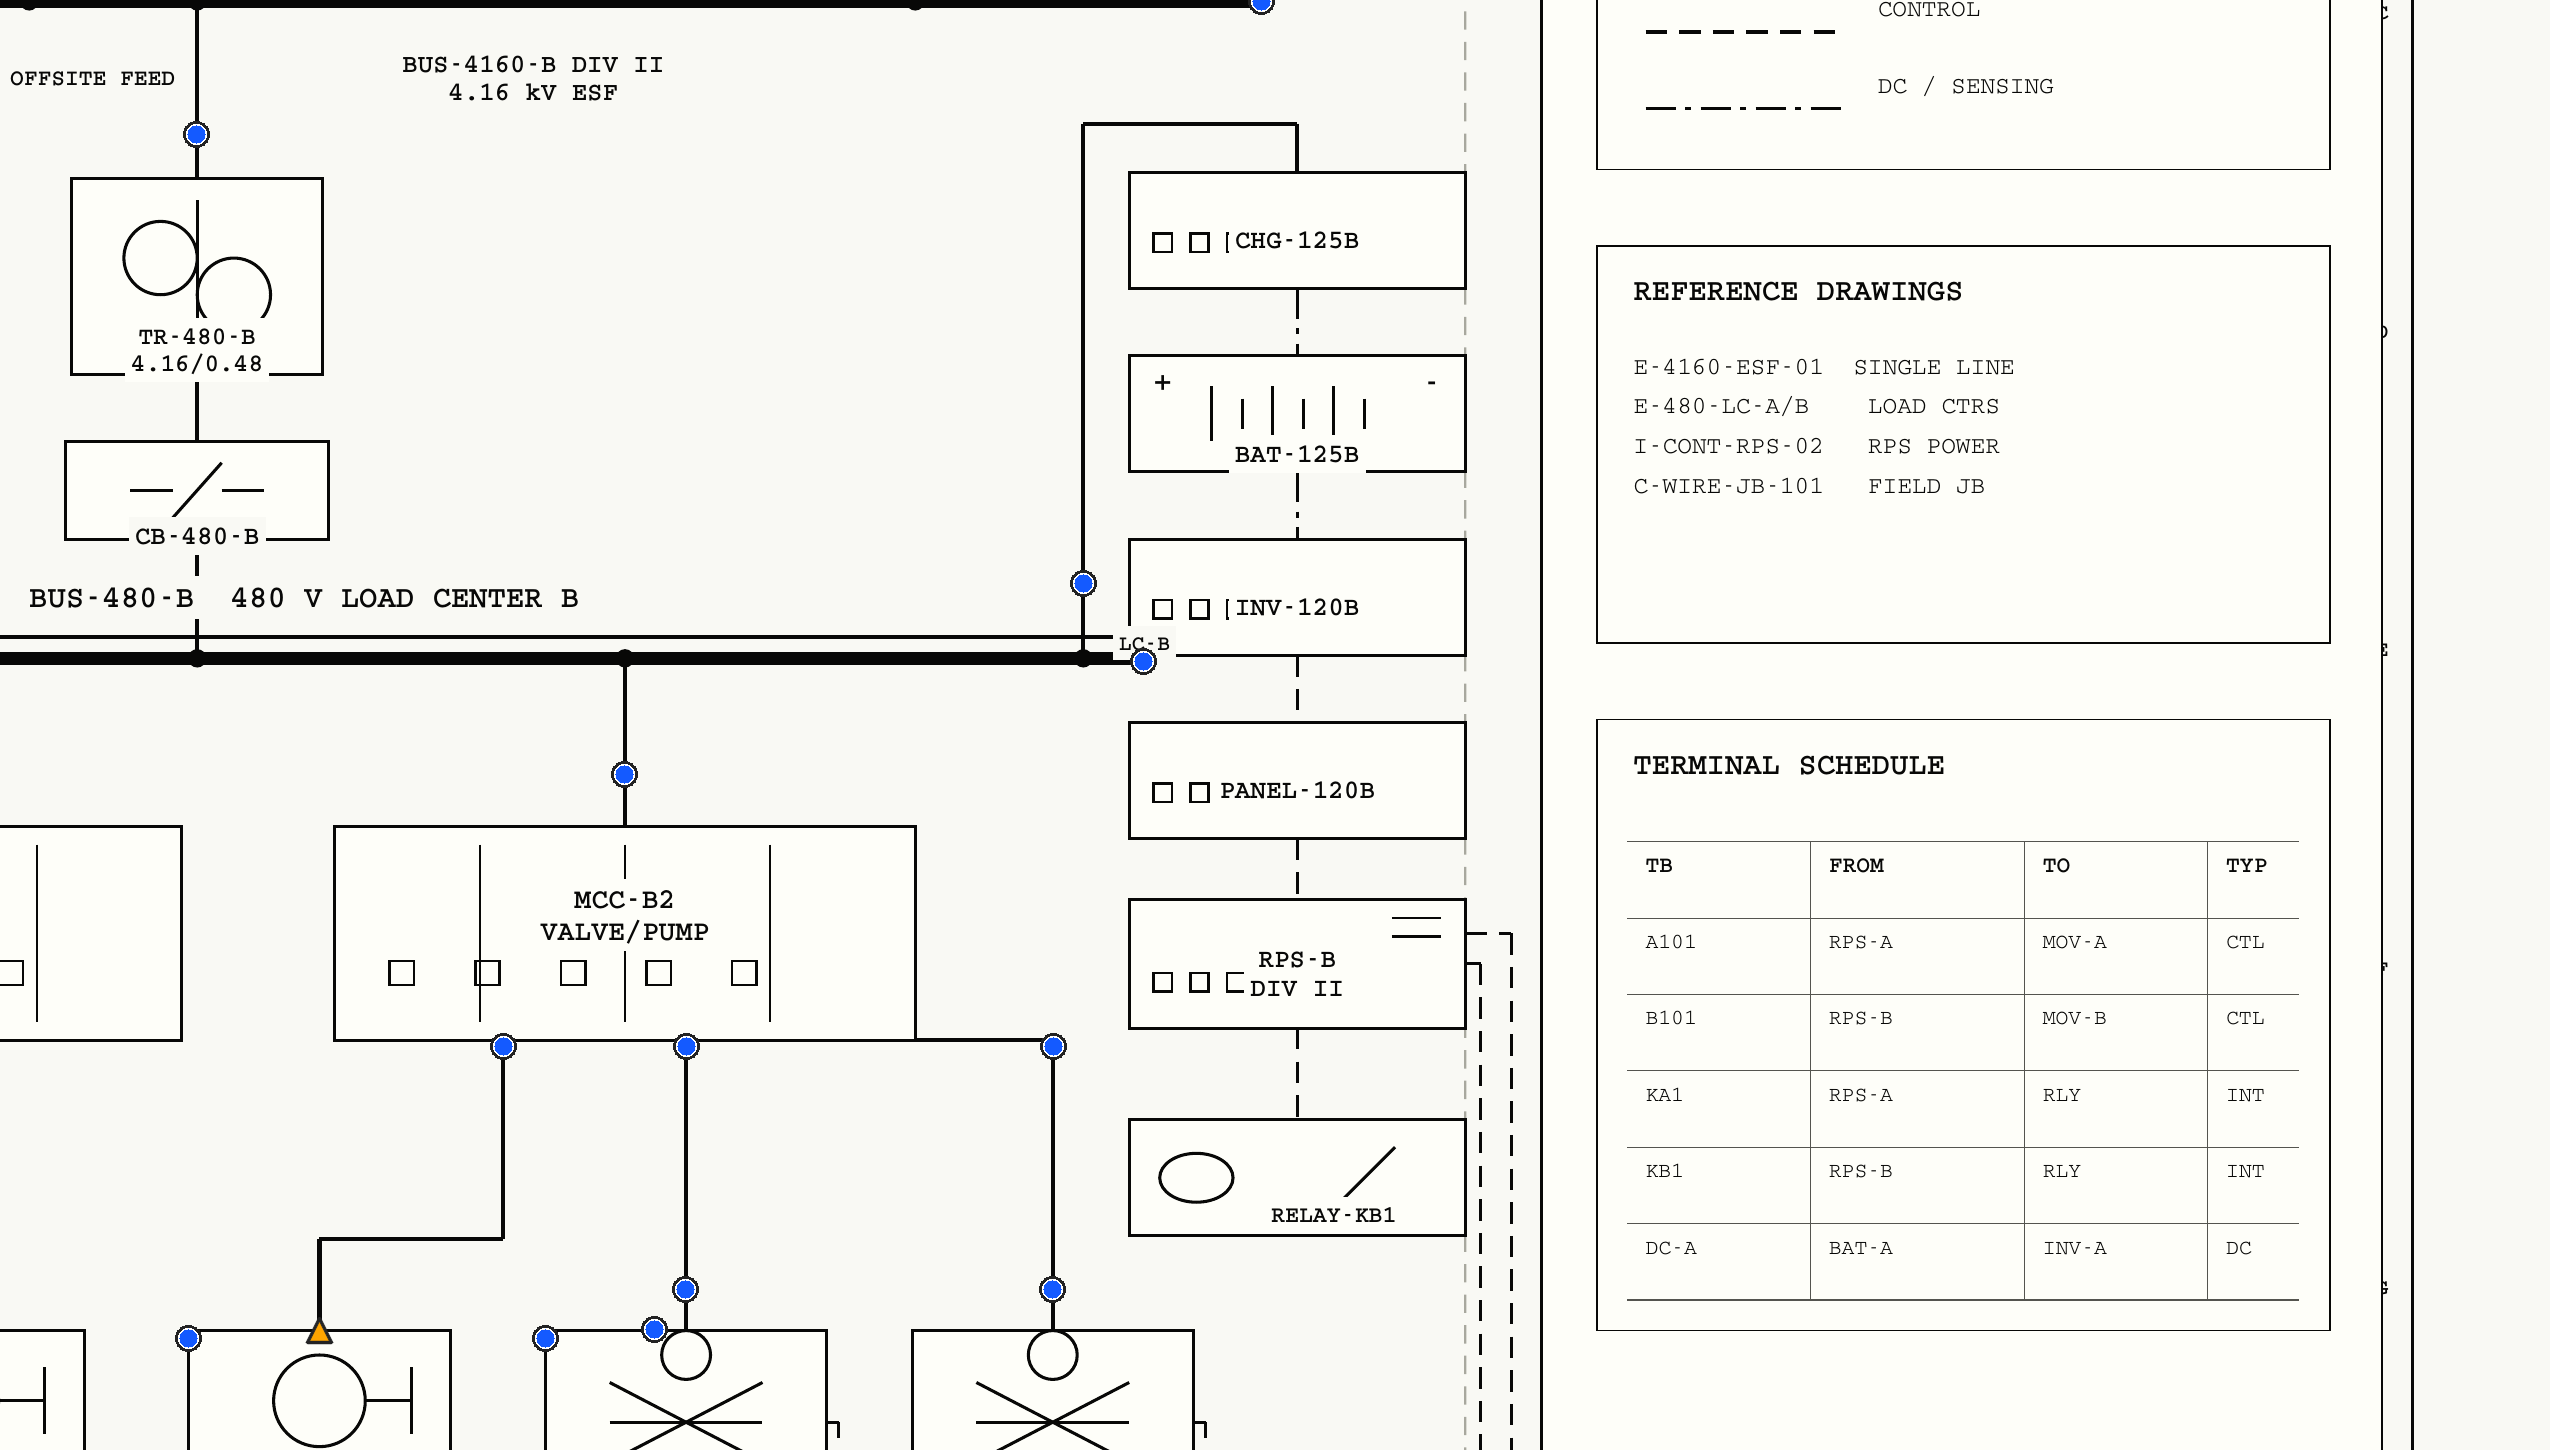 OFFSITE FEED
BUS-4160-B DIV II
4.16 kV ESF
TR-480-B
4.16/0.48
CB-480-B
BUS-480-B  480 V LOAD CENTER B
LC-B
CHG-125B
+ -
BAT-125B
INV-120B
PANEL-120B
MCC-B2
VALVE/PUMP
RPS-B
DIV II
RELAY-KB1
CONTROL
DC / SENSING
REFERENCE DRAWINGS
E-4160-ESF-01  SINGLE LINE
E-480-LC-A/B  LOAD CTRS
I-CONT-RPS-02  RPS POWER
C-WIRE-JB-101  FIELD JB
TERMINAL SCHEDULE
TB FROM TO TYP
A101 RPS-A MOV-A CTL
B101 RPS-B MOV-B CTL
KA1 RPS-A RLY INT
KB1 RPS-B RLY INT
DC-A BAT-A INV-A DC